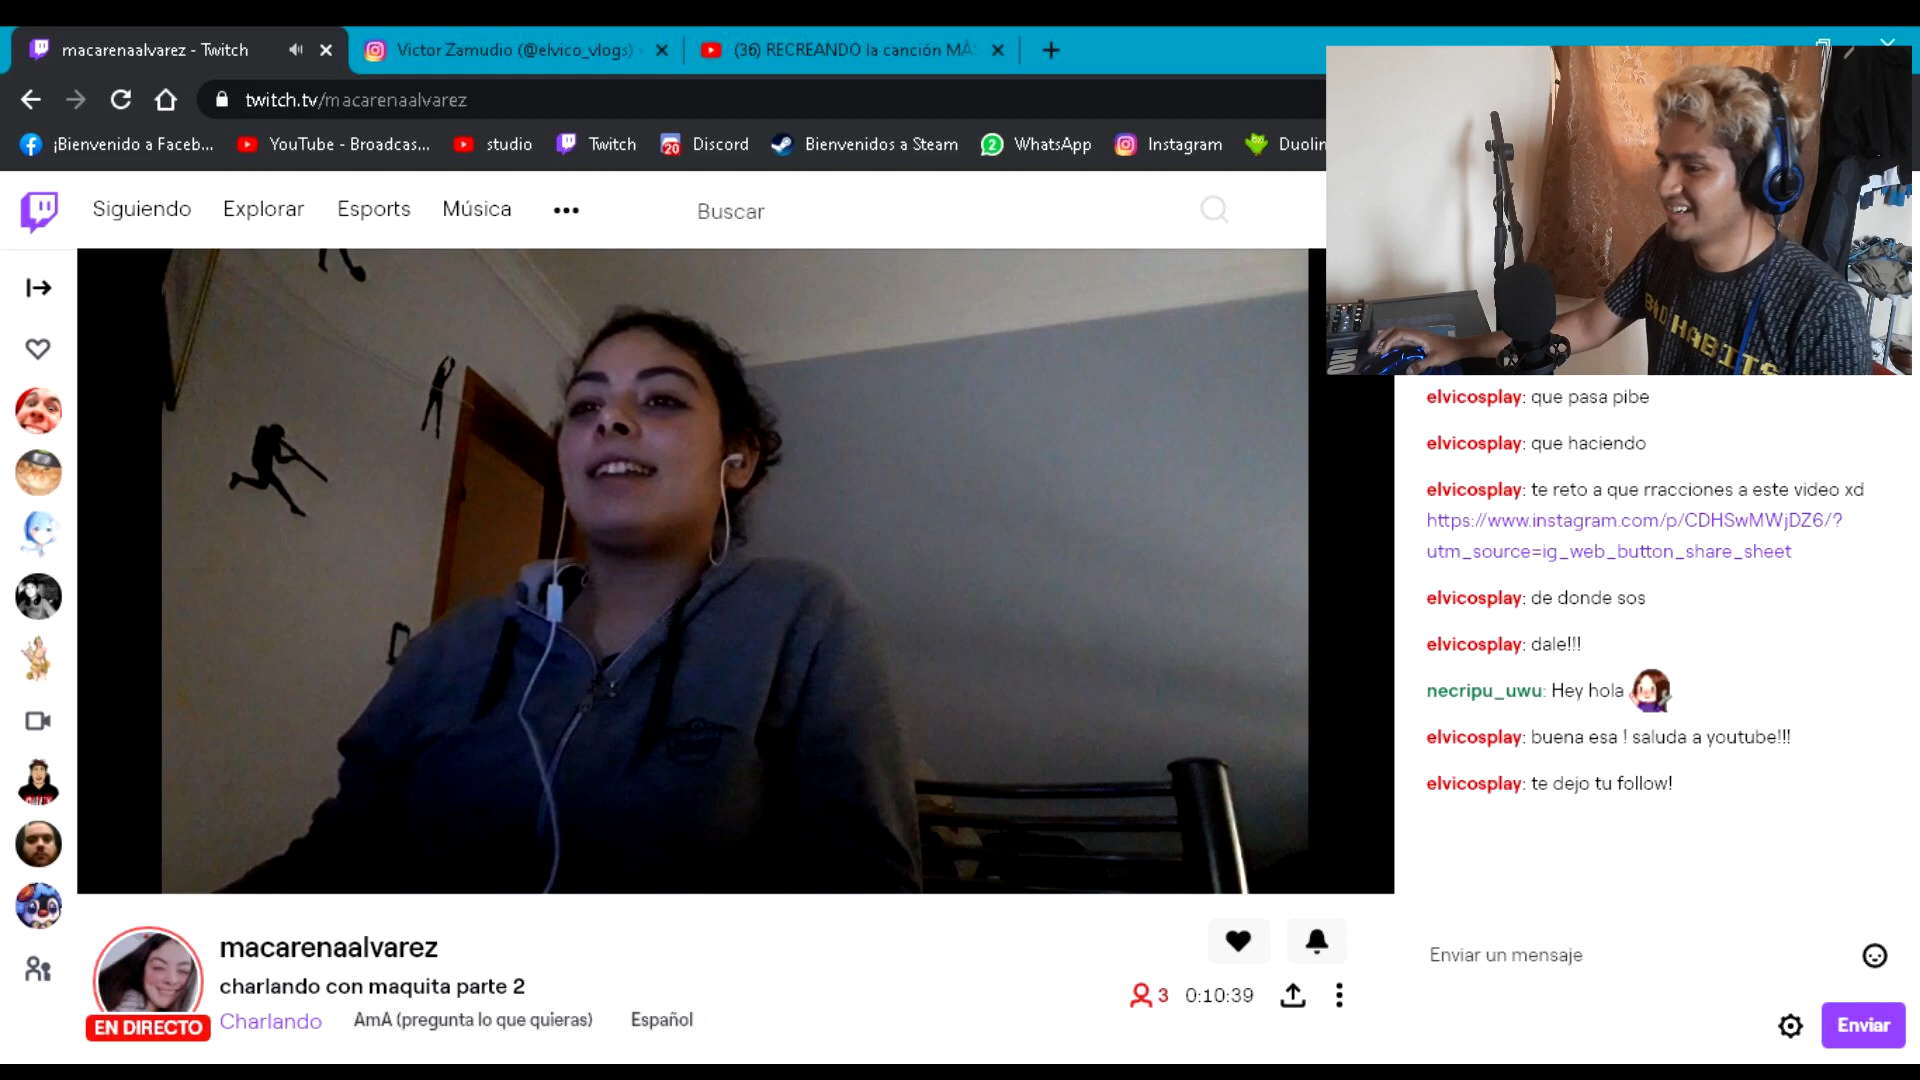 macarenaalvarez - Twitch
Victor Zamudio (@elvico_vlogs)
(36) RECREANDO la canción MÁ
twitch.tv/macarenaalvarez
¡Bienvenido a Faceb...
YouTube - Broadcas...
studio
Twitch
20
Discord
Bienvenidos a Steam
2
WhatsApp
Instagram
Duolin
Siguiendo
Explorar
Esports
Música
Buscar
BAD HABITS
elvicosplay: que pasa pibe
elvicosplay: que haciendo
elvicosplay: te reto a que rracciones a este video xd
https://www.instagram.com/p/CDHSwMWjDZ6/?
utm_source=ig_web_button_share_sheet
elvicosplay: de donde sos
elvicosplay: dale!!!
necripu_uwu: Hey hola
elvicosplay: buena esa ! saluda a youtube!!!
elvicosplay: te dejo tu follow!
macarenaalvarez
charlando con maquita parte 2
EN DIRECTO
Charlando
AmA (pregunta lo que quieras)
Español
3
0:10:39
Enviar un mensaje
Enviar